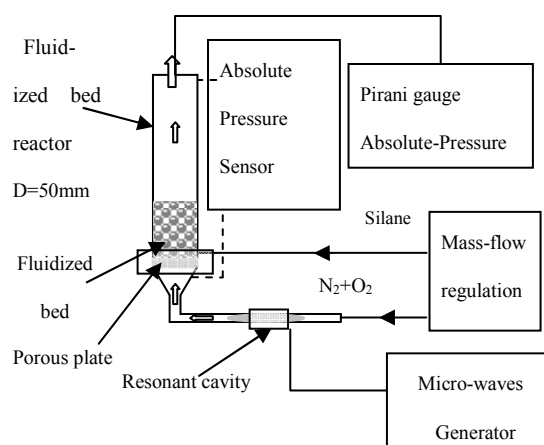 Fluid-
ized bed
reactor
D=50mm
Fluidized
bed
Porous plate
Absolute
Pressure
Sensor
Pirani gauge
Absolute-Pressure
Silane
N₂+O₂
Mass-flow
regulation
Resonant cavity
Micro-waves
Generator